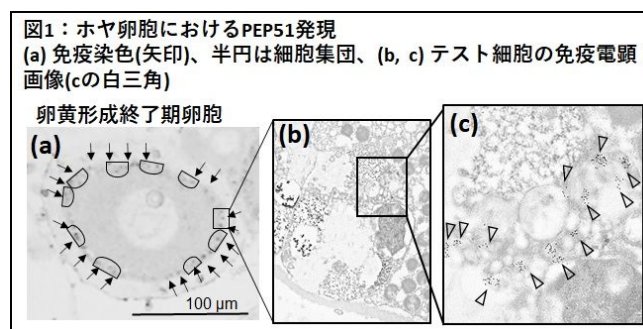 図1：ホヤ卵胞におけるPEP51発現
(a) 免疫染色(矢印)、半円は細胞集団、(b, c) テスト細胞の免疫電顕
画像(cの白三角)
卵黄形成終了期卵胞
(a)
(b)
(c)
100 μm